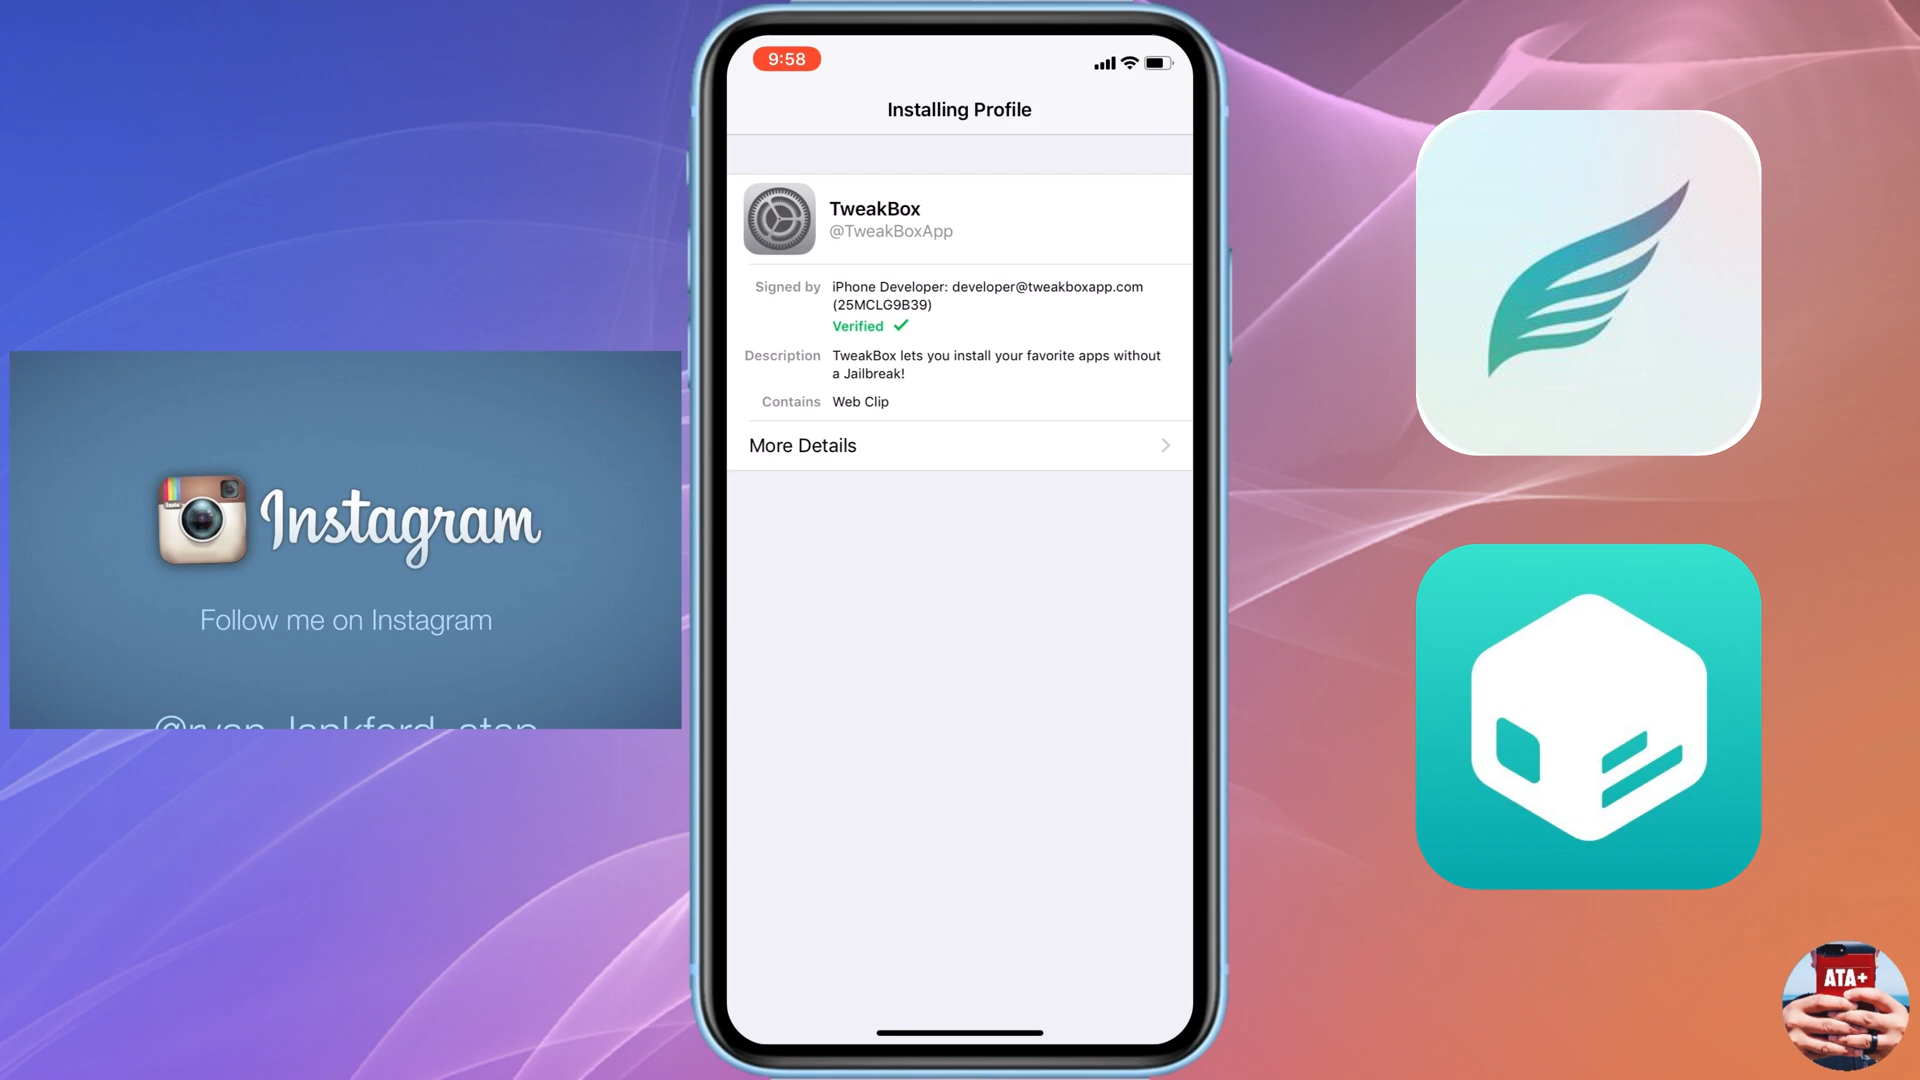 9:58
Installing Profile
TweakBox
@TweakBoxApp
Signed by iPhone Developer: developer@tweakboxapp.com
(25MCLG9B39)
Verified
Description TweakBox lets you install your favorite apps without
a Jailbreak!
Contains Web Clip
More Details
Instagram
Follow me on Instagram
ATA+